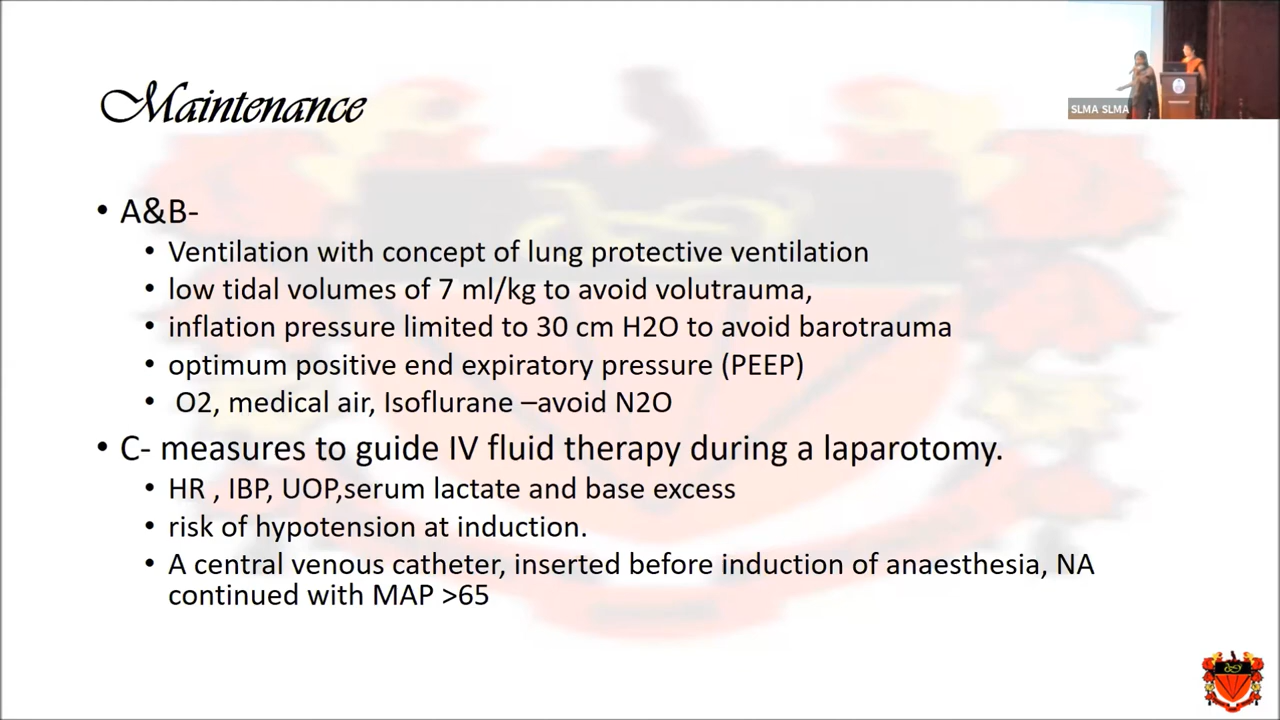 SLMA SLMA
Maintenance
• A&B-
• Ventilation with concept of lung protective ventilation
• low tidal volumes of 7 ml/kg to avoid volutrauma,
• inflation pressure limited to 30 cm H2O to avoid barotrauma
• optimum positive end expiratory pressure (PEEP)
• O2, medical air, Isoflurane –avoid N2O
• C- measures to guide IV fluid therapy during a laparotomy.
• HR , IBP, UOP,serum lactate and base excess
• risk of hypotension at induction.
• A central venous catheter, inserted before induction of anaesthesia, NA
continued with MAP >65